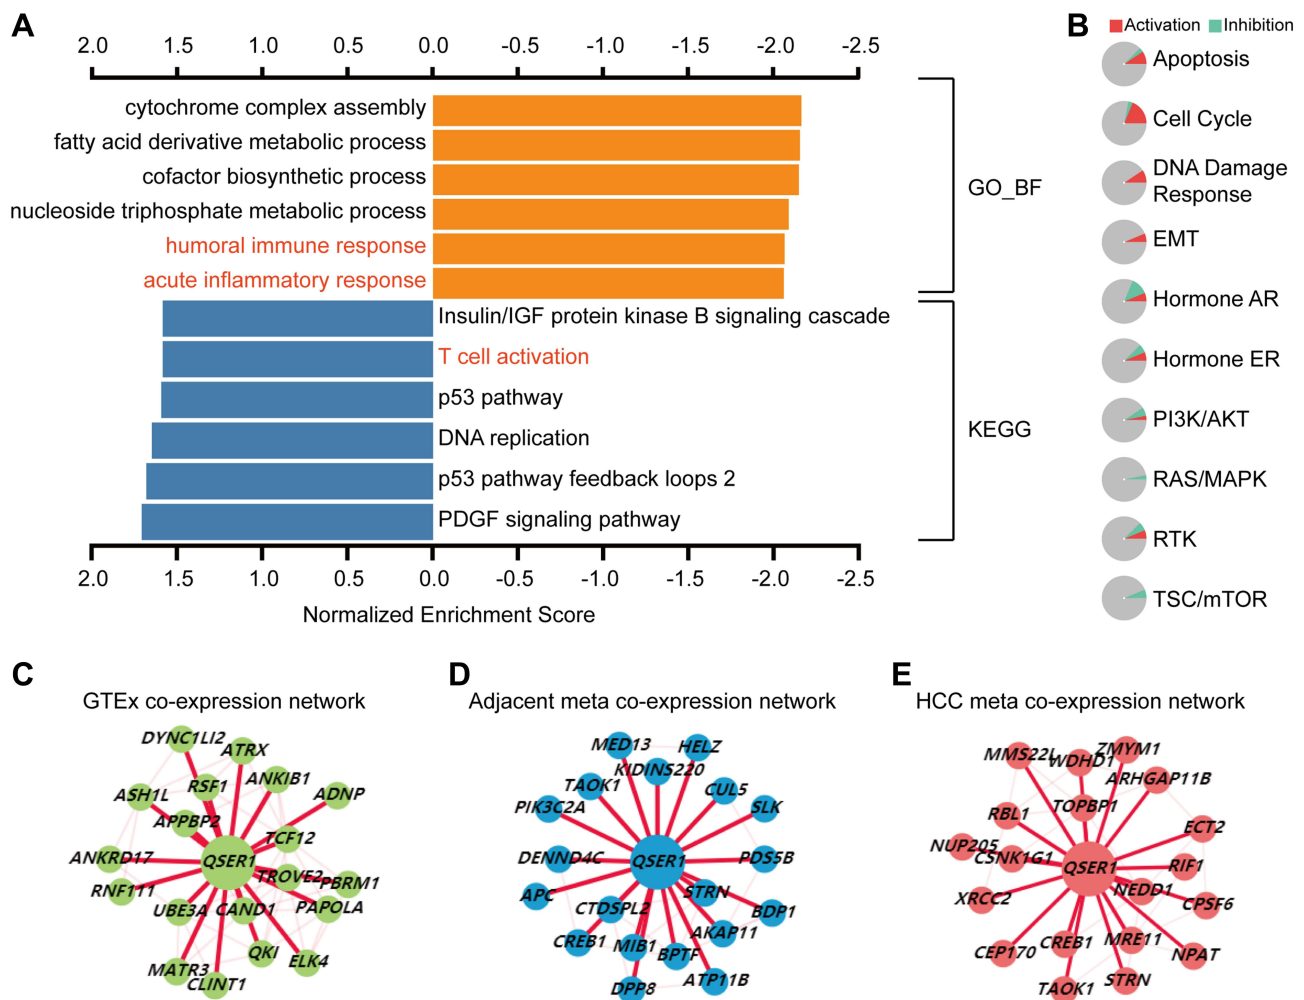 A
2.0 1.5 1.0 0.5 0.0 -0.5 -1.0 -1.5 -2.0 -2.5
cytochrome complex assembly
fatty acid derivative metabolic process
cofactor biosynthetic process
nucleoside triphosphate metabolic process
humoral immune response
acute inflammatory response
GO_BF
Insulin/IGF protein kinase B signaling cascade
T cell activation
p53 pathway
DNA replication
p53 pathway feedback loops 2
PDGF signaling pathway
KEGG
2.0 1.5 1.0 0.5 0.0 -0.5 -1.0 -1.5 -2.0 -2.5
Normalized Enrichment Score
B
Activation Inhibition
Apoptosis
Cell Cycle
DNA Damage
Response
EMT
Hormone AR
Hormone ER
PI3K/AKT
RAS/MAPK
RTK
TSC/mTOR
C
GTEx co-expression network
DYNC1LI2
ATRX
RSF1
ANKIB1
ASH1L
ADNP
APPBP2
TCF12
ANKRD17
QSER1
TROVE2
PBRM1
RNF111
UBE3A
CAND1
PAPOLA
QKI
ELK4
MATR3
CLINT1
D
Adjacent meta co-expression network
MED13
HELZ
KIDINS220
TAOK1
CUL5
PIK3C2A
SLK
DENND4C
QSER1
PDS5B
APC
STRN
CTDSPL2
BDP1
CREB1
MIB1
BPTF
AKAP11
DPP8
ATP11B
E
HCC meta co-expression network
MMS22L
WDHD1
ZMYM1
ARHGAP11B
RBL1
TOPBP1
ECT2
NUP205
CSNK1G1
QSER1
RIF1
XRCC2
NEDD1
CPSF6
CEP170
CREB1
MRE11
NPAT
TAOK1
STRN